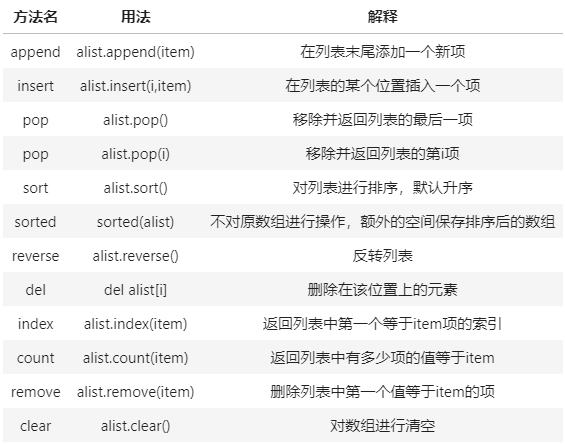 方法名 用法 解释
append alist.append(item) 在列表末尾添加一个新项
insert alist.insert(i,item) 在列表的某个位置插入一个项
pop alist.pop() 移除并返回列表的最后一项
pop alist.pop(i) 移除并返回列表的第i项
sort alist.sort() 对列表进行排序，默认升序
sorted sorted(alist) 不对原数组进行操作，额外的空间保存排序后的数组
reverse alist.reverse() 反转列表
del del alist[i] 删除在该位置上的元素
index alist.index(item) 返回列表中第一个等于item项的索引
count alist.count(item) 返回列表中有多少项的值等于item
remove alist.remove(item) 删除列表中第一个值等于item的项
clear alist.clear() 对数组进行清空